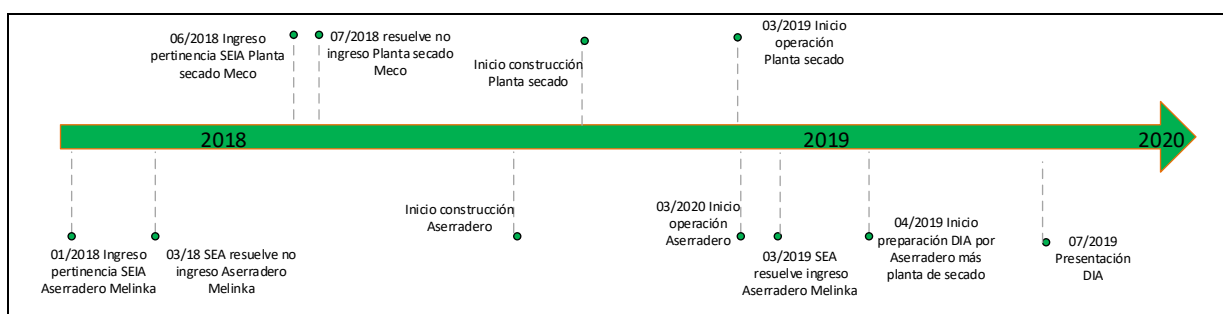 06/2018 Ingreso
pertinencia SEIA Planta
secado Meco
07/2018 resuelve no
ingreso Planta secado
Meco
Inicio construcción
Planta secado
03/2019 Inicio
operación
Planta secado
2018
2019
2020
01/2018 Ingreso
pertinencia SEIA
Aserradero Melinka
03/18 SEA resuelve no
ingreso Aserradero
Melinka
Inicio construcción
Aserradero
03/2020 Inicio
operación
Aserradero
03/2019 SEA
resuelve ingreso
Aserradero Melinka
04/2019 Inicio
preparación DIA por
Aserradero más
planta de secado
07/2019
Presentación
DIA